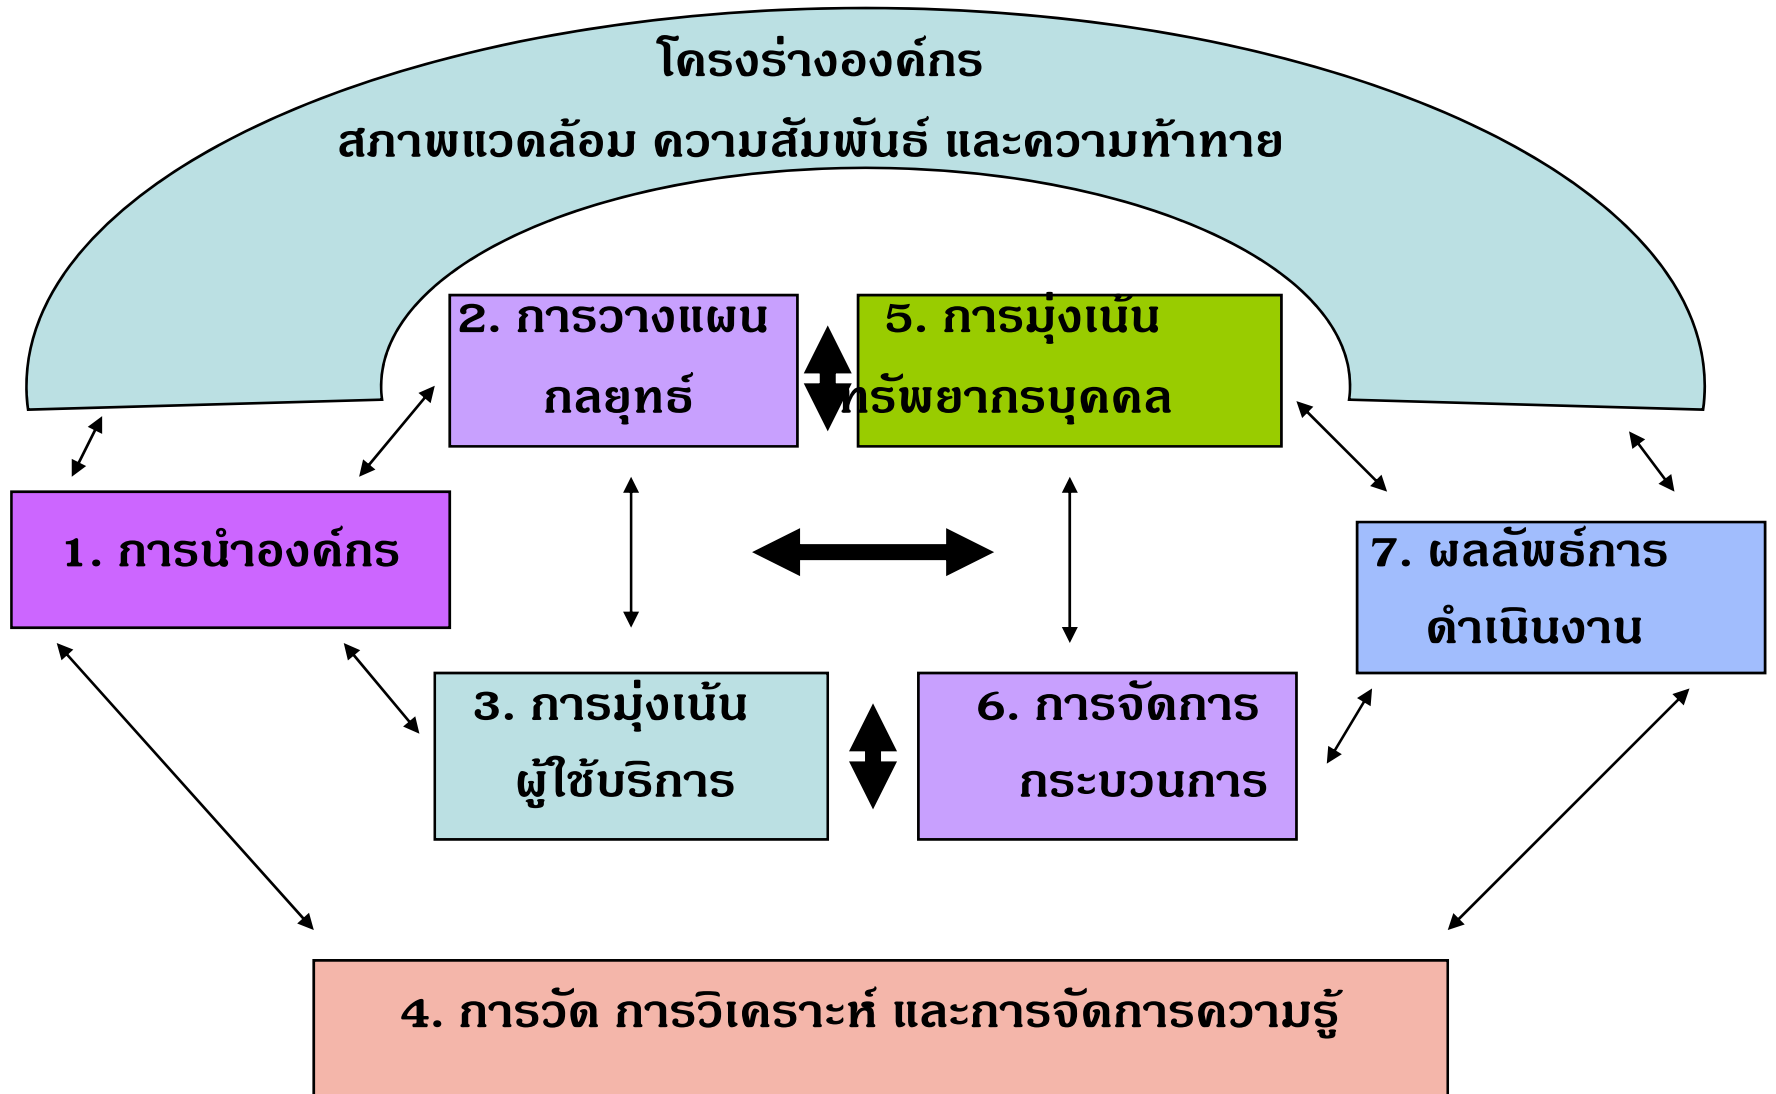 โครงร่างองค์กร
สภาพแวดล้อม ความสัมพันธ์ และความท้าทาย
2. การวางแผน
กลยุทธ์
5. การมุ่งเน้น
ทรัพยากรบุคคล
1. การนำองค์กร
7. ผลลัพธ์การ
ดำเนินงาน
3. การมุ่งเน้น
ผู้ใช้บริการ
6. การจัดการ
กระบวนการ
4. การวัด การวิเคราะห์ และการจัดการความรู้